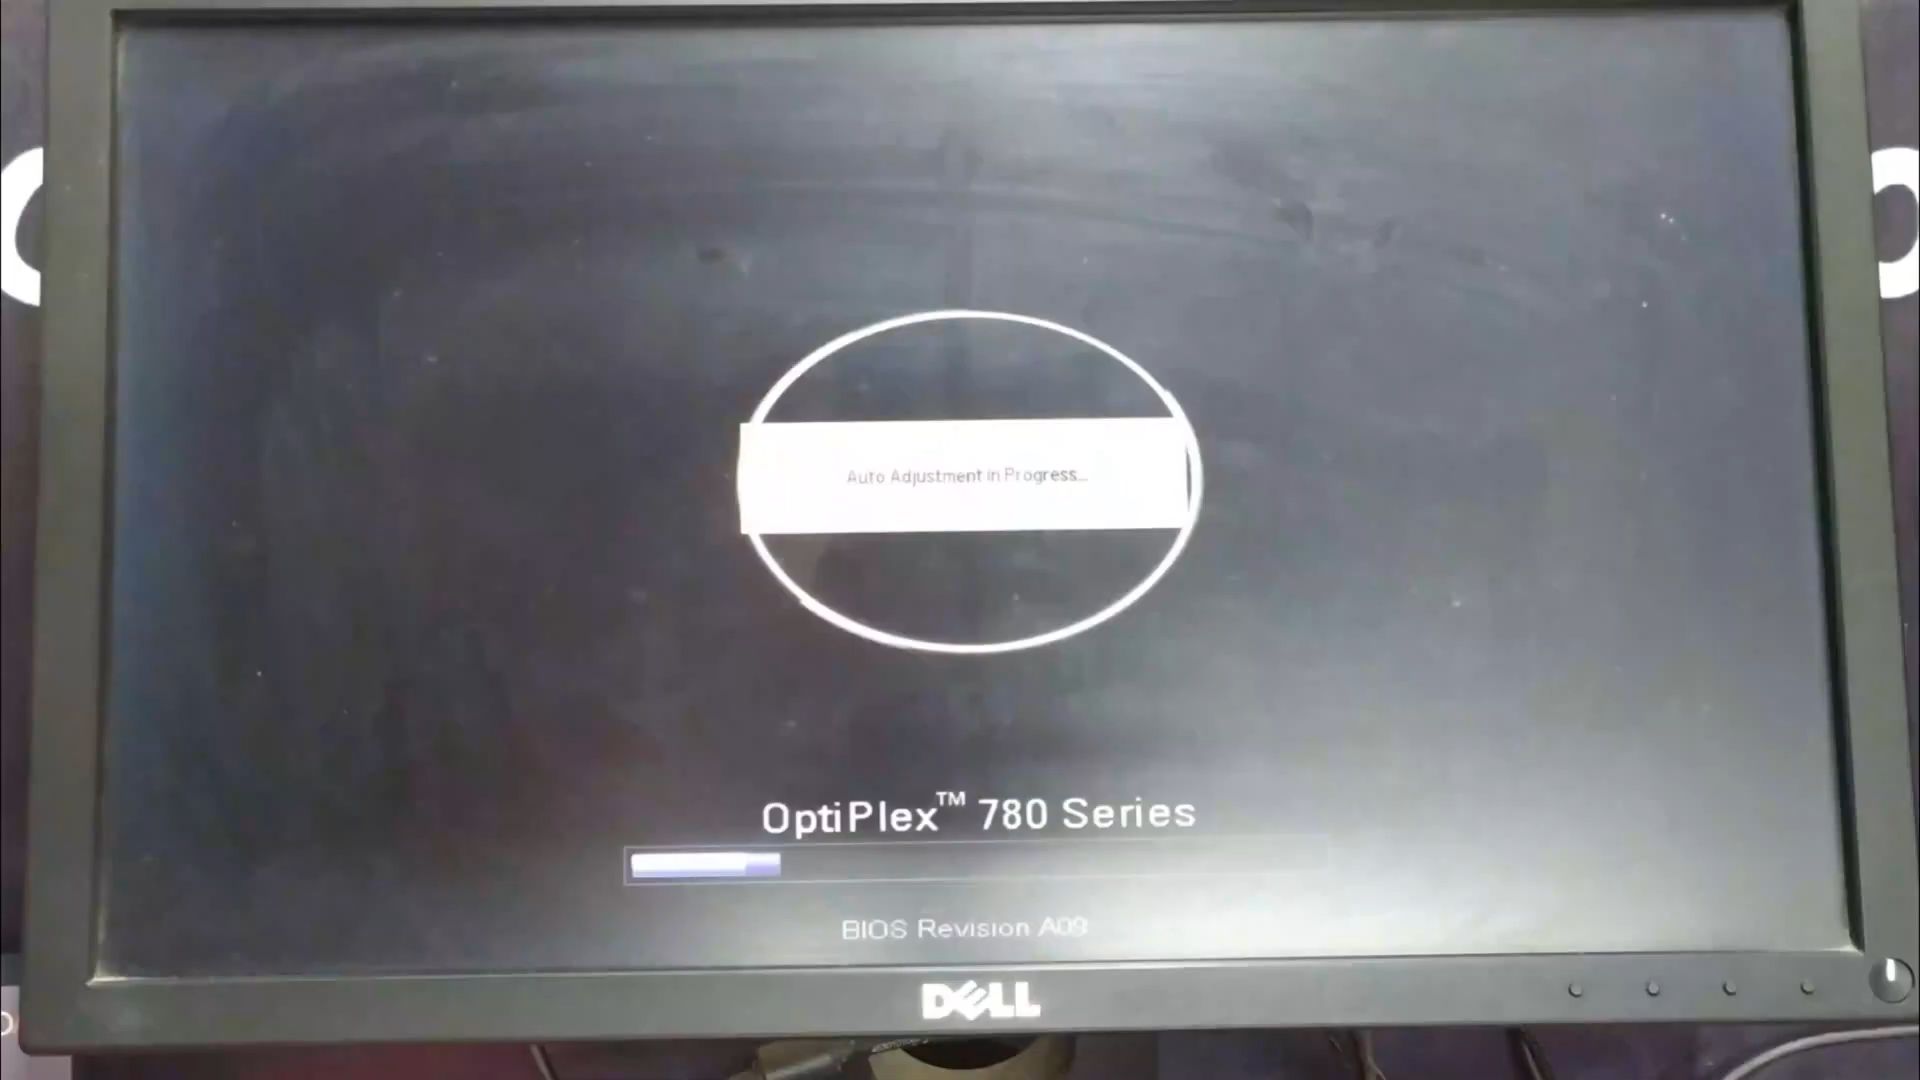 Auto Adjustment in Progress...
OptiPlex™ 780 Series
BIOS Revision A09
DELL